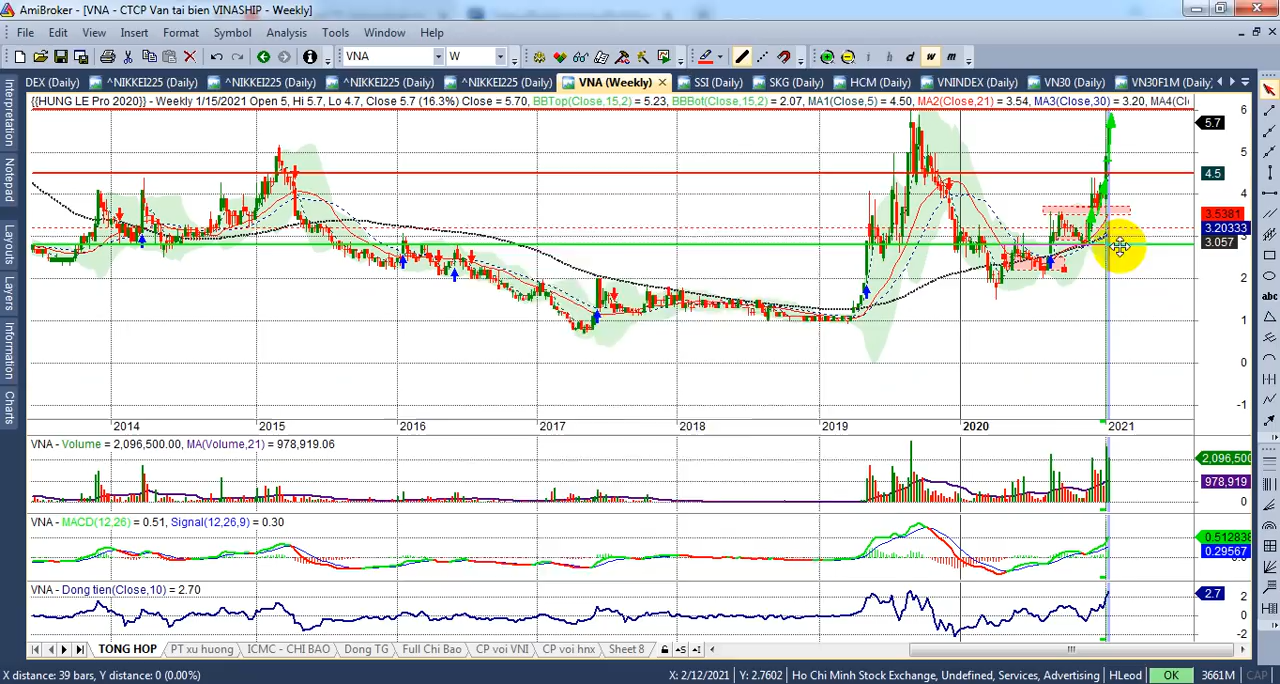 AmiBroker - [VNA - CTCP Van tai bien VINASHIP - Weekly]
File Edit View Insert Format Symbol Analysis Tools Window Help
VNA W i h d w m
DEX (Daily) ^NIKKEI225 (Daily) ^NIKKEI225 (Daily) ^NIKKEI225 (Daily) ^NIKKEI225 (Daily) VNA (Weekly) SSI (Daily) SKG (Daily) HCM (Daily) VNINDEX (Daily) VN30 (Daily) VN30F1M (Daily)
{{HUNG LE Pro 2020}} - Weekly 1/15/2021 Open 5, Hi 5.7, Lo 4.7, Close 5.7 (16.3%) Close = 5.70, BBTop(Close,15,2) = 5.23, BBBot(Close,15,2) = 2.07, MA1(Close,5) = 4.50, MA2(Close,21) = 3.54, MA3(Close,30) = 3.20, MA4(Cl
Interpretation
Notepad
Layouts
Layers
Information
Charts
abc
6
5.7
5
4.5
4
3.5381
3.20333
3
3.057
2
1
0
-1
2014 2015 2016 2017 2018 2019 2020 2021
VNA - Volume = 2,096,500.00, MA(Volume,21) = 978,919.06
2,096,500
978,919
0
VNA - MACD(12,26) = 0.51, Signal(12,26,9) = 0.30
0.512838
0.29567
VNA - Dong tien(Close,10) = 2.70
2.7
2
0
-2
TONG HOP PT xu huong ICMC - CHI BAO Dong TG Full Chi Bao CP voi VNI CP voi hnx Sheet 8
X distance: 39 bars, Y distance: 0 (0.00%) X: 2/12/2021, Y: 2.7602 Ho Chi Minh Stock Exchange, Undefined, Services, Advertising HLeod OK 3661M CAP